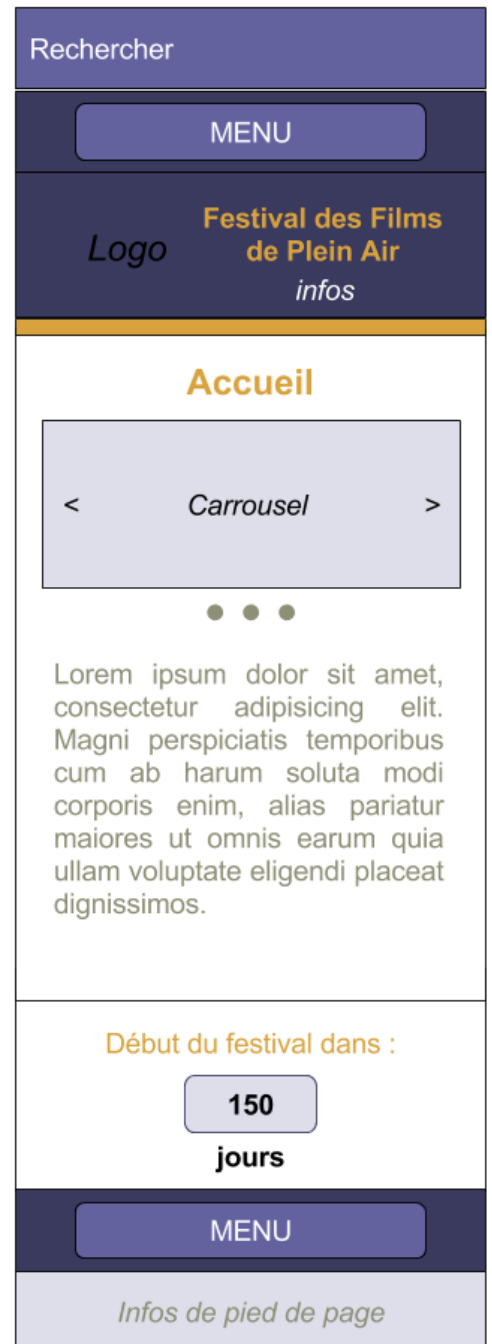 Rechercher
MENU
Logo
Festival des Films
de Plein Air
infos
Accueil
< Carrousel >
Lorem ipsum dolor sit amet,
consectetur adipisicing elit.
Magni perspiciatis temporibus
cum ab harum soluta modi
corporis enim, alias pariatur
maiores ut omnis earum quia
ullam voluptate eligendi placeat
dignissimos.
Début du festival dans :
150
jours
MENU
Infos de pied de page